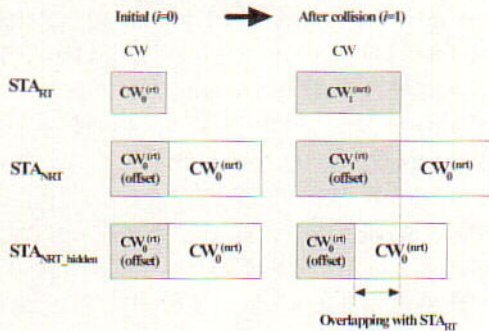 Initial (i=0)
After collision (i=1)
CW
CW
STA_RT
CW_0^(rt)
CW_1^(nrt)
STA_NRT
CW_0^(rt)
(offset)
CW_0^(nrt)
CW_1^(rt)
(offset)
CW_0^(nrt)
STA_NRT_hidden
CW_0^(rt)
(offset)
CW_0^(nrt)
CW_0^(rt)
(offset)
CW_0^(nrt)
Overlapping with STA_RT